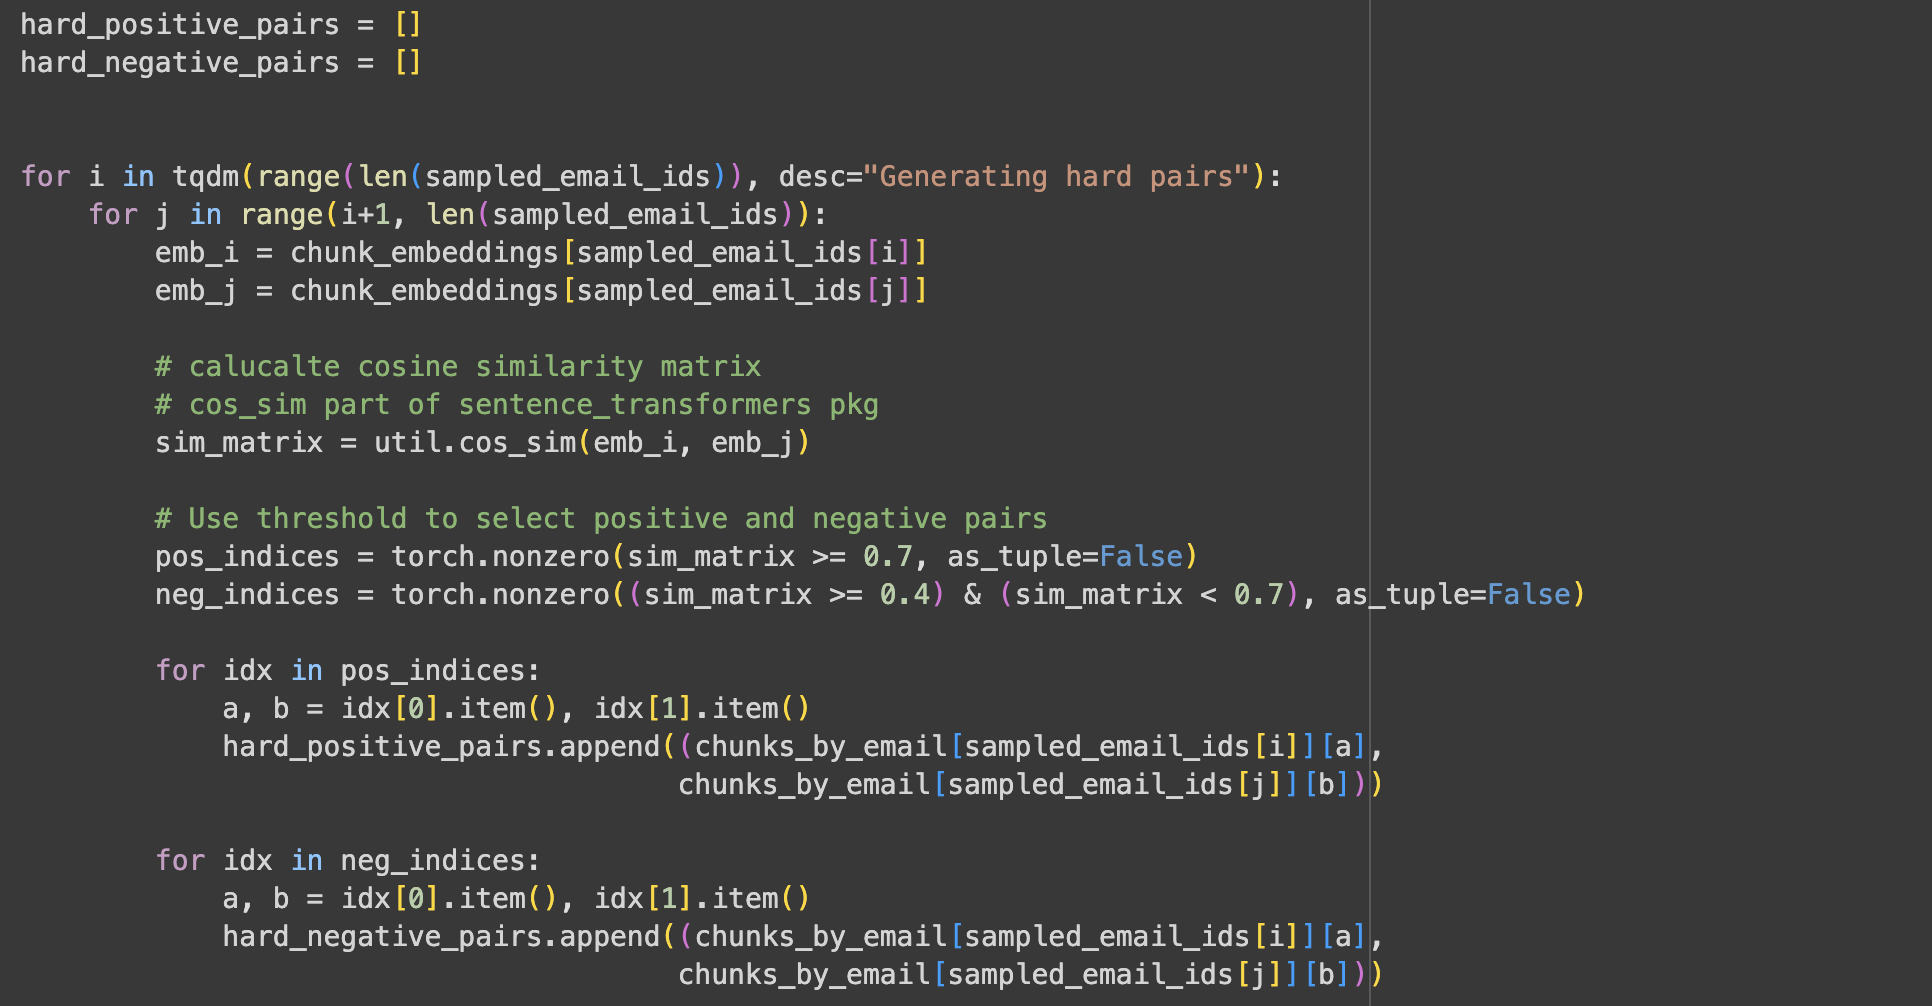 hard_positive_pairs = []
hard_negative_pairs = []
for i in tqdm(range(len(sampled_email_ids)), desc="Generating hard pairs"):
    for j in range(i+1, len(sampled_email_ids)):
        emb_i = chunk_embeddings[sampled_email_ids[i]]
        emb_j = chunk_embeddings[sampled_email_ids[j]]
        # calucalte cosine similarity matrix
        # cos_sim part of sentence_transformers pkg
        sim_matrix = util.cos_sim(emb_i, emb_j)
        # Use threshold to select positive and negative pairs
        pos_indices = torch.nonzero(sim_matrix >= 0.7, as_tuple=False)
        neg_indices = torch.nonzero((sim_matrix >= 0.4) & (sim_matrix < 0.7), as_tuple=False)
        for idx in pos_indices:
            a, b = idx[0].item(), idx[1].item()
            hard_positive_pairs.append((chunks_by_email[sampled_email_ids[i]][a],
                                       chunks_by_email[sampled_email_ids[j]][b]))
        for idx in neg_indices:
            a, b = idx[0].item(), idx[1].item()
            hard_negative_pairs.append((chunks_by_email[sampled_email_ids[i]][a],
                                       chunks_by_email[sampled_email_ids[j]][b]))